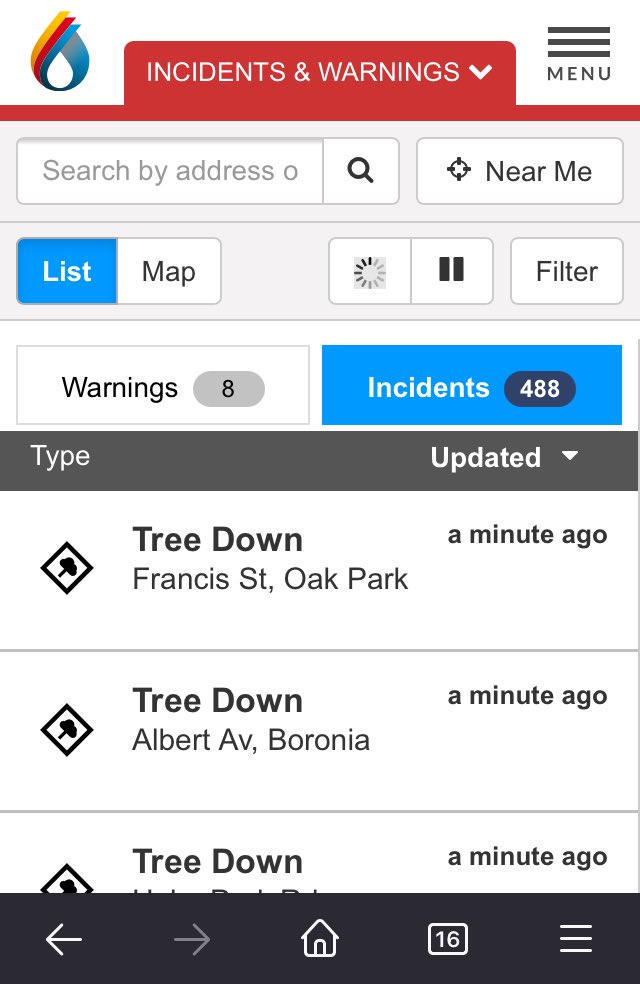 INCIDENTS & WARNINGS
MENU
Search by address o
Near Me
List
Map
Filter
Warnings 8
Incidents 488
Type
Updated
Tree Down
a minute ago
Francis St, Oak Park
Tree Down
a minute ago
Albert Av, Boronia
Tree Down
a minute ago
16